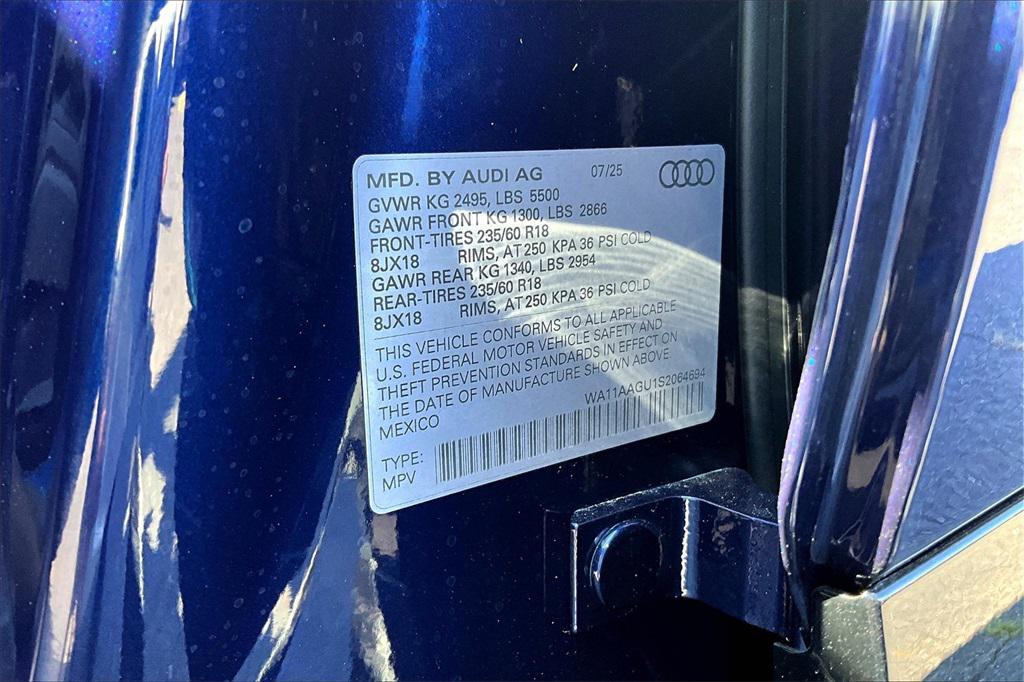 MFD. BY AUDI AG 07/25
GVWR KG 2495, LBS 5500
GAWR FRONT KG 1300, LBS 2866
FRONT-TIRES 235/60 R18
8JX18 RIMS, AT 250 KPA 36 PSI COLD
GAWR REAR KG 1340, LBS 2954
REAR-TIRES 235/60 R18
8JX18 RIMS, AT 250 KPA 36 PSI COLD
THIS VEHICLE CONFORMS TO ALL APPLICABLE
U.S. FEDERAL MOTOR VEHICLE SAFETY AND
THEFT PREVENTION STANDARDS IN EFFECT ON
THE DATE OF MANUFACTURE SHOWN ABOVE.
MEXICO WA11AAGU1S2064694
TYPE:
MPV